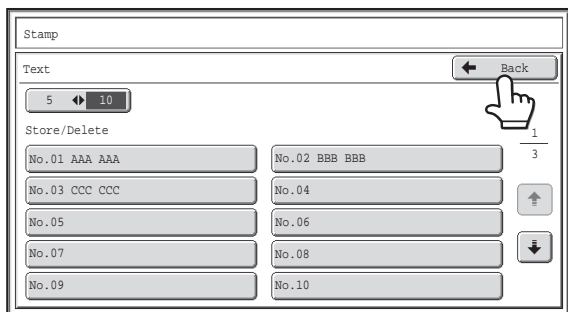 Stamp
Text
Back
5 10
Store/Delete
1
3
No.01 AAA AAA
No.02 BBB BBB
No.03 CCC CCC
No.04
No.05
No.06
No.07
No.08
No.09
No.10